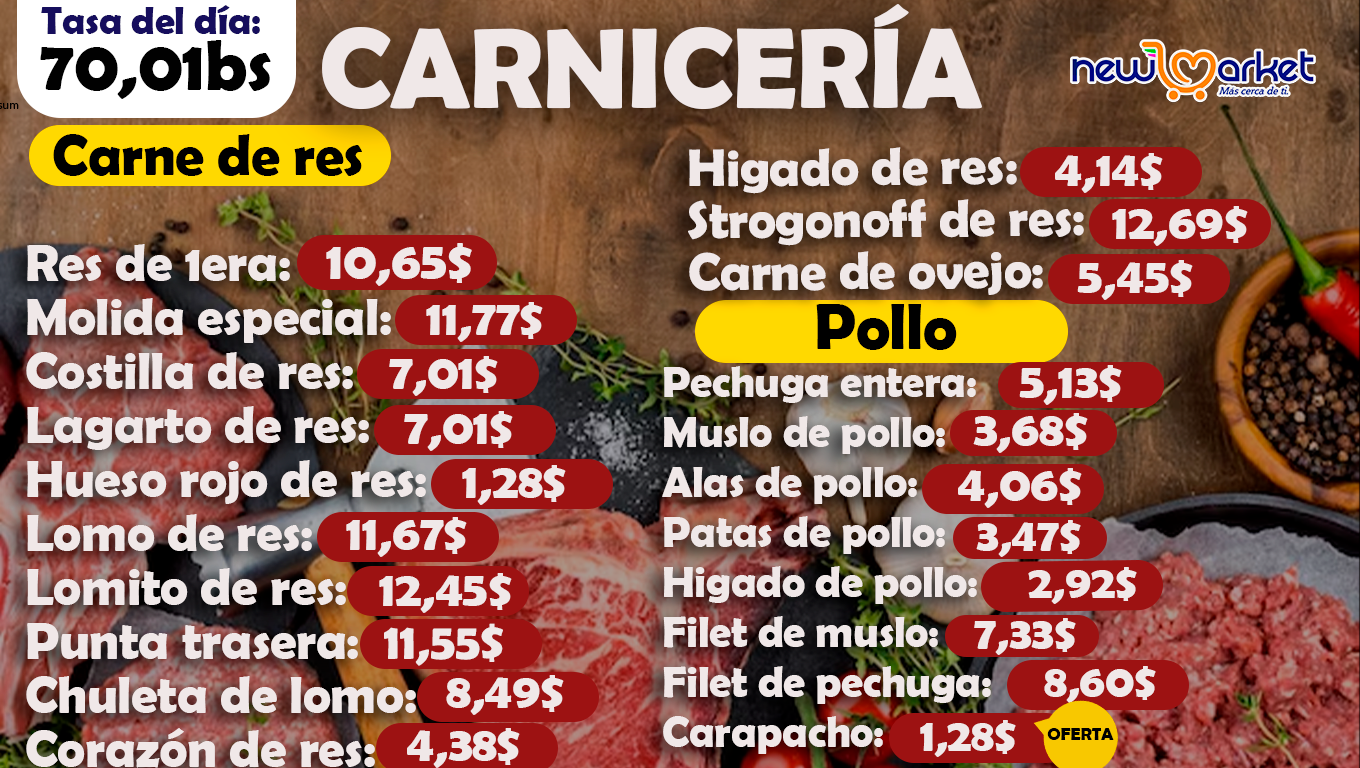 Tasa del día:
70,01bs
sum
CARNICERÍA
new market
Más cerca de ti.
Carne de res
Res de 1era: 10,65$
Molida especial: 11,77$
Costilla de res: 7,01$
Lagarto de res: 7,01$
Hueso rojo de res: 1,28$
Lomo de res: 11,67$
Lomito de res: 12,45$
Punta trasera: 11,55$
Chuleta de lomo: 8,49$
Corazón de res: 4,38$
Higado de res: 4,14$
Strogonoff de res: 12,69$
Carne de ovejo: 5,45$
Pollo
Pechuga entera: 5,13$
Muslo de pollo: 3,68$
Alas de pollo: 4,06$
Patas de pollo: 3,47$
Higado de pollo: 2,92$
Filet de muslo: 7,33$
Filet de pechuga: 8,60$
Carapacho: 1,28$ OFERTA